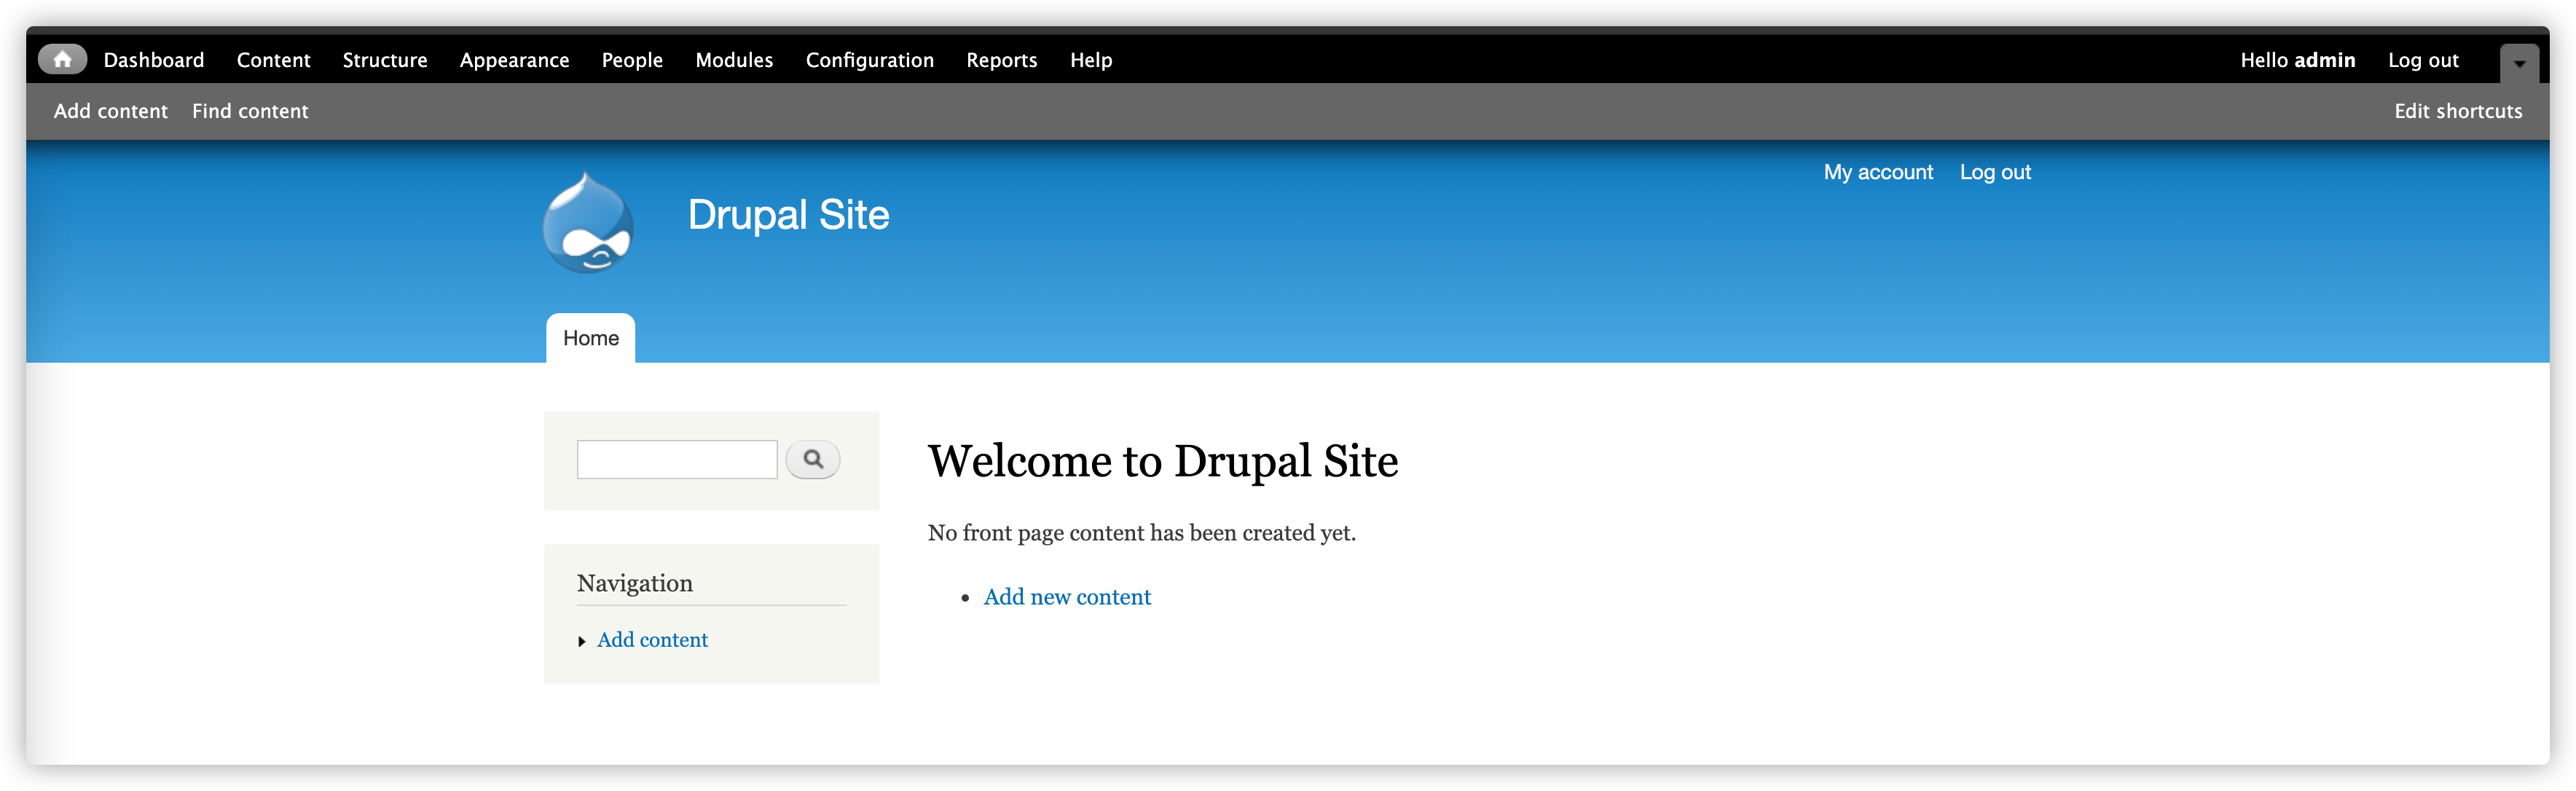 Dashboard Content Structure Appearance People Modules Configuration Reports Help Hello admin Log out
Add content Find content Edit shortcuts
My account Log out
Drupal Site
Home
Welcome to Drupal Site
No front page content has been created yet.
Add new content
Navigation
Add content